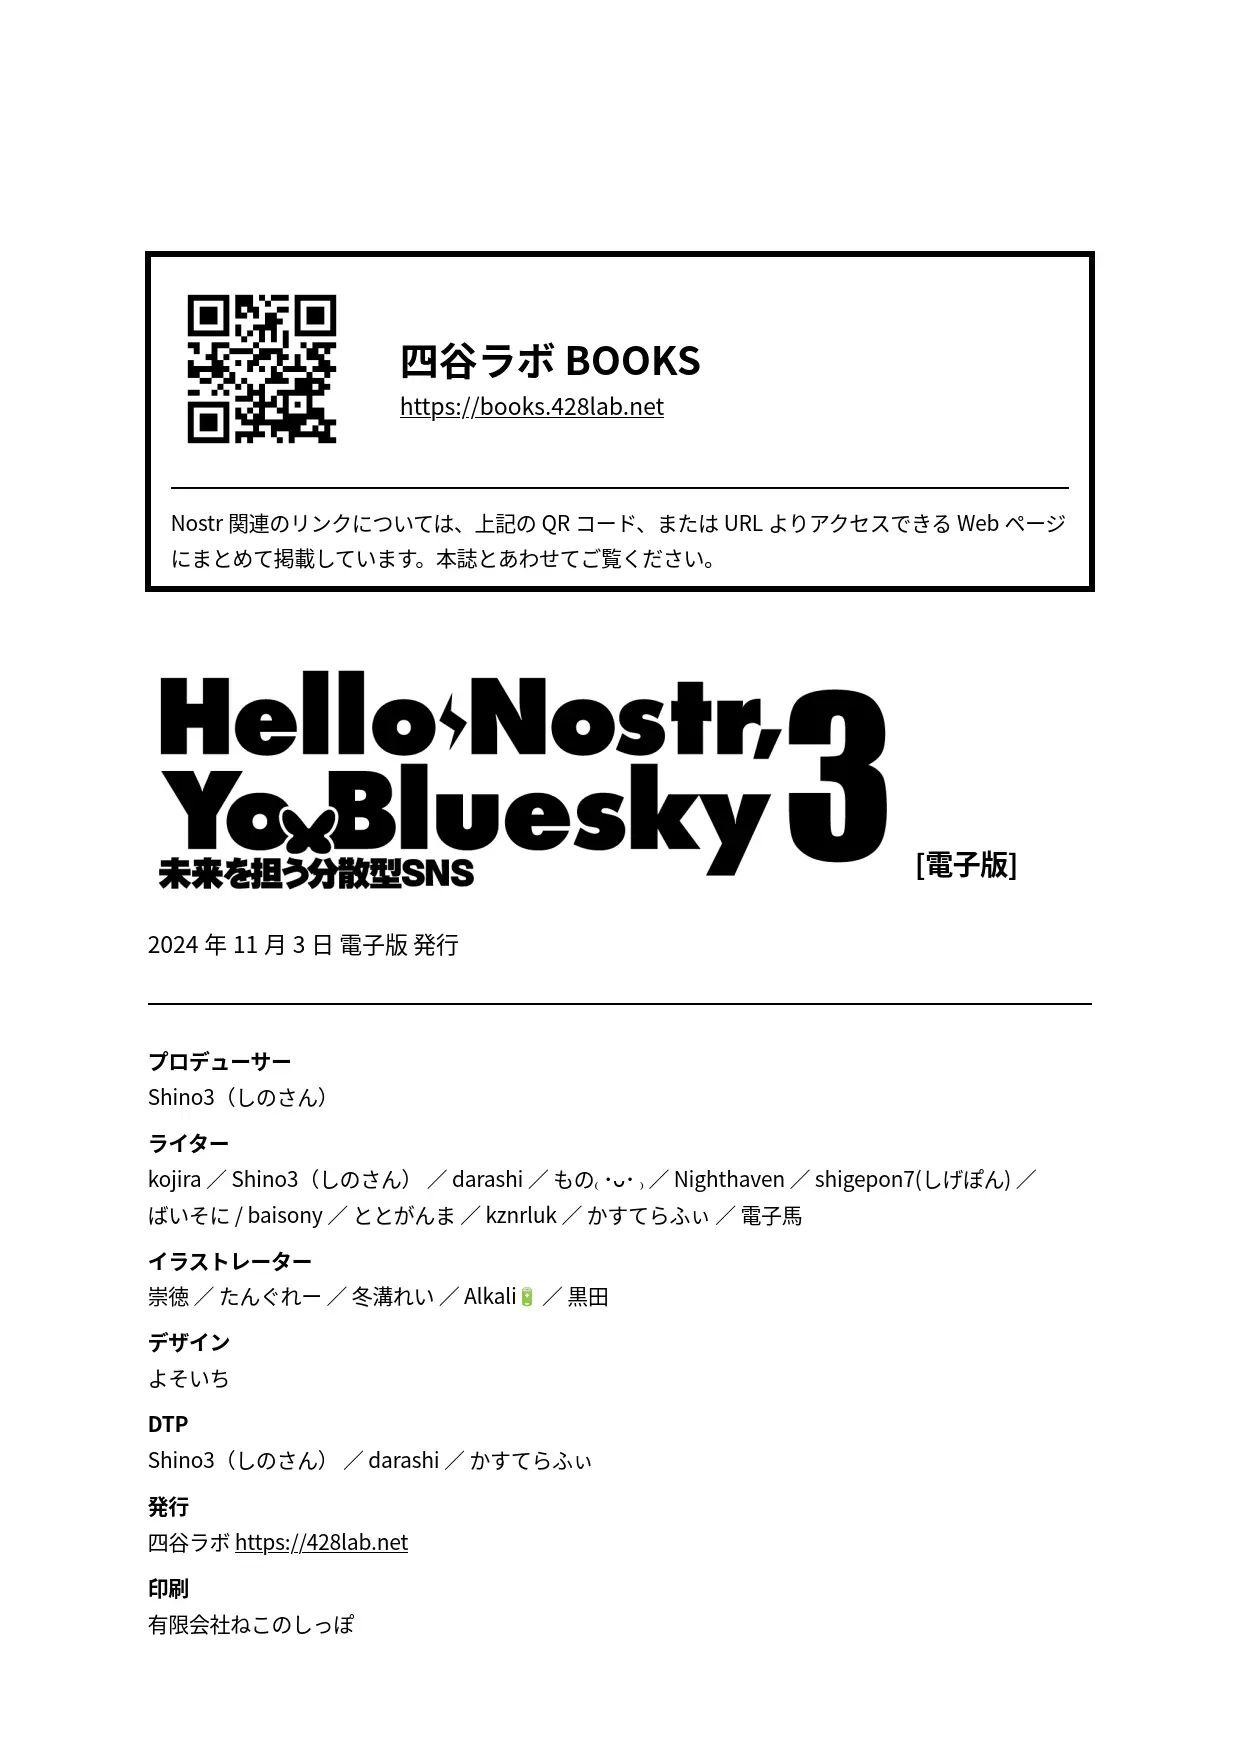 四谷ラボ BOOKS
https://books.428lab.net
Nostr 関連のリンクについては、上記の QR コード、または URL よりアクセスできる Web ページ
にまとめて掲載しています。本誌とあわせてご覧ください。
Hello Nostr,
Yo Bluesky 3
未来を担う分散型SNS
[電子版]
2024 年 11 月 3 日 電子版 発行
プロデューサー
Shino3（しのさん）
ライター
kojira ／ Shino3（しのさん） ／ darashi ／ もの₍ ･ᴗ･ ₎ ／ Nighthaven ／ shigepon7(しげぽん) ／
ばいそに / baisony ／ ととがんま ／ kznrluk ／ かすてらふぃ ／ 電子馬
イラストレーター
崇徳 ／ たんぐれー ／ 冬溝れい ／ Alkali🔋 ／ 黒田
デザイン
よそいち
DTP
Shino3（しのさん） ／ darashi ／ かすてらふぃ
発行
四谷ラボ https://428lab.net
印刷
有限会社ねこのしっぽ